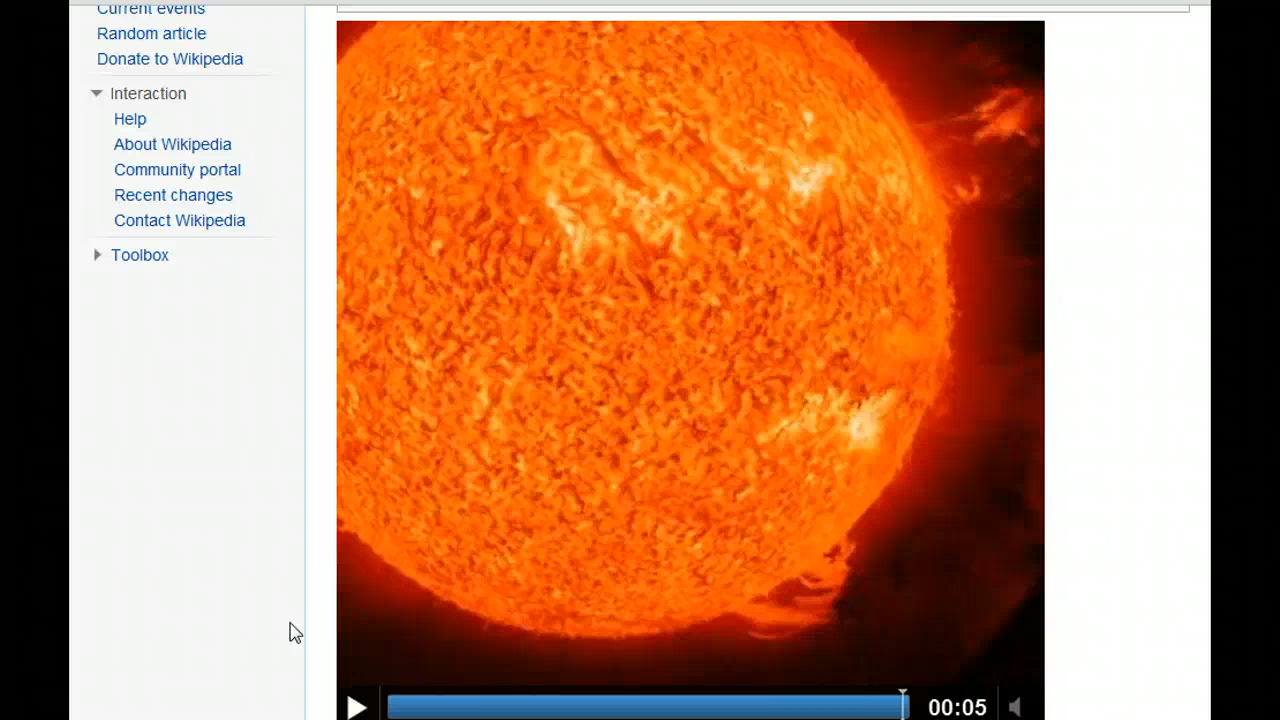 Current events
Random article
Donate to Wikipedia
Interaction
Help
About Wikipedia
Community portal
Recent changes
Contact Wikipedia
Toolbox
00:05